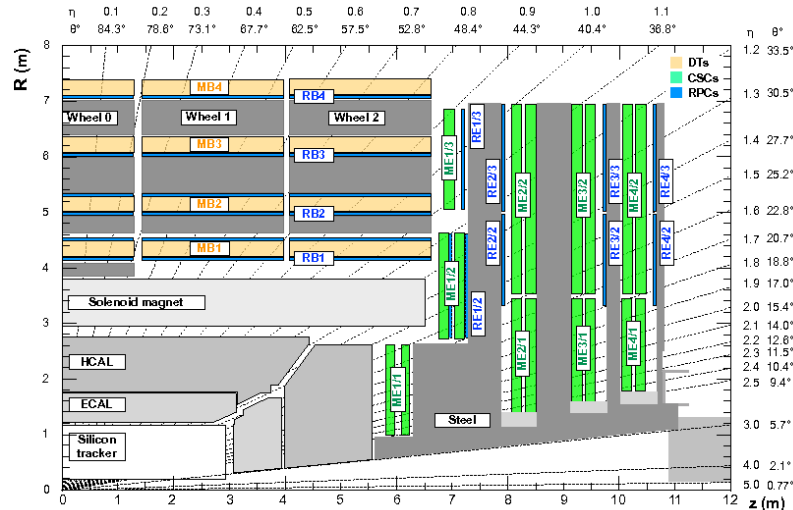 η 0.1 0.2 0.3 0.4 0.5 0.6 0.7 0.8 0.9 1.0 1.1 η θ°
θ° 84.3° 78.6° 73.1° 67.7° 62.5° 57.5° 52.8° 48.4° 44.3° 40.4° 36.8°
R (m)
8
7
6
5
4
3
2
1
0
1.2 33.5°
1.3 30.5°
1.4 27.7°
1.5 25.2°
1.6 22.8°
1.7 20.7°
1.8 18.8°
1.9 17.0°
2.0 15.4°
2.1 14.0°
2.2 12.6°
2.3 11.5°
2.4 10.4°
2.5 9.4°
3.0 5.7°
4.0 2.1°
5.0 0.77°
DTs
CSCs
RPCs
MB4
RB4
Wheel 0
Wheel 1
Wheel 2
MB3
RB3
MB2
RB2
MB1
RB1
Solenoid magnet
HCAL
ECAL
Silicon
tracker
Steel
ME1/3
RE1/3
ME1/2
RE1/2
ME1/1
RE2/3
ME2/2
RE2/2
ME2/1
ME3/2
RE3/3
RE3/2
ME3/1
ME4/2
RE4/3
RE4/2
ME4/1
0 1 2 3 4 5 6 7 8 9 10 11 12
z (m)